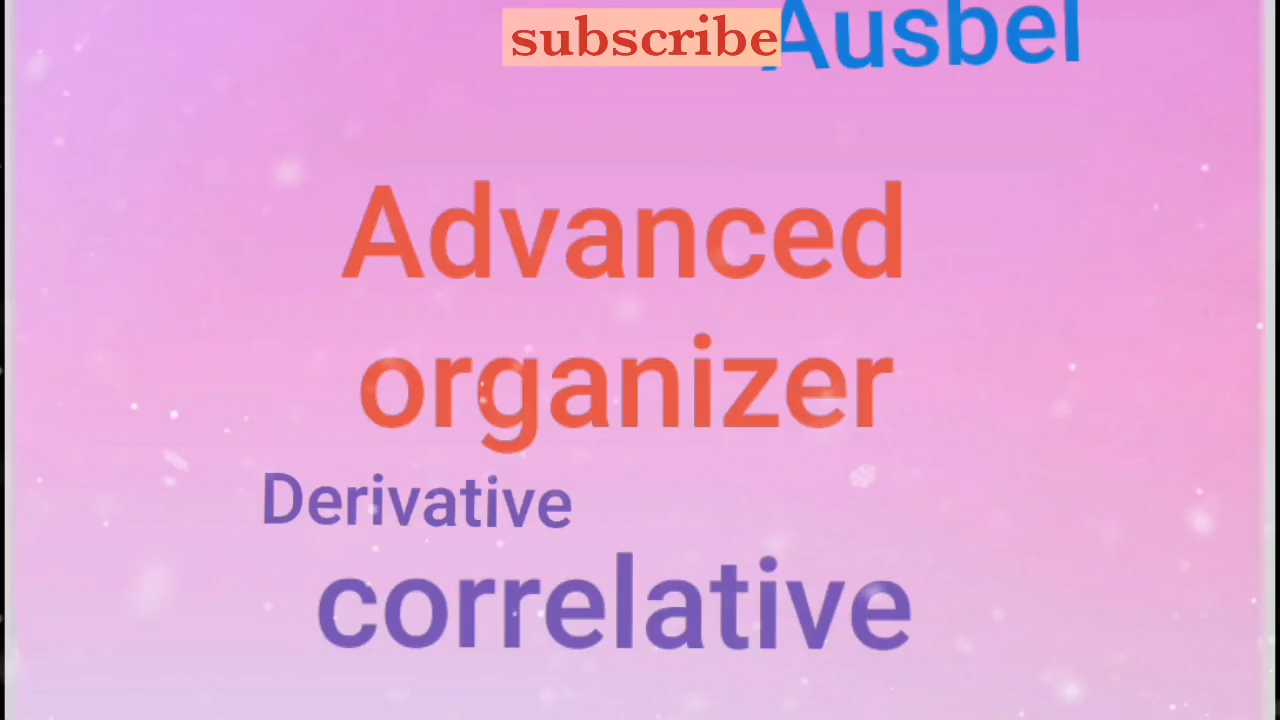 subscribe Ausbel
Advanced
organizer
Derivative
correlative